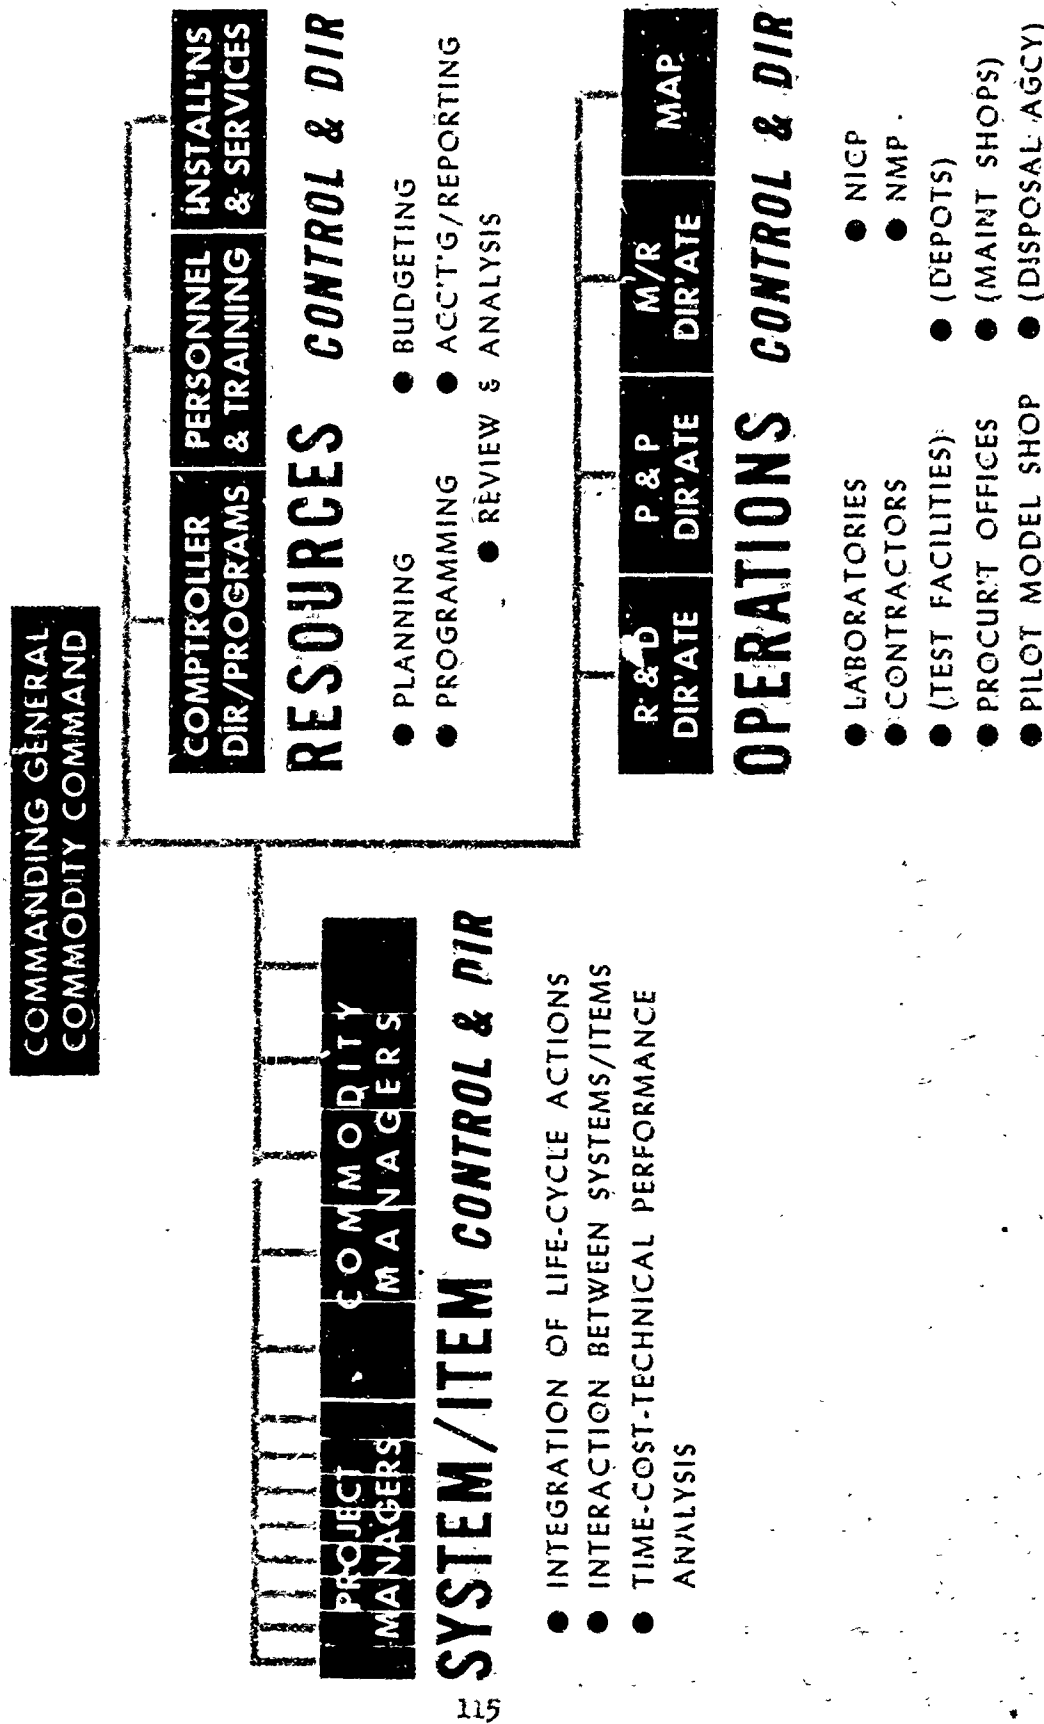 COMMANDING GENERAL
COMMODITY COMMAND
COMPTROLLER
DIR/PROGRAMS
PERSONNEL
& TRAINING
INSTALL'NS
& SERVICES
RESOURCES CONTROL & DIR
● PLANNING
● BUDGETING
● PROGRAMMING
● ACC'T'G/REPORTING
● REVIEW & ANALYSIS
PROJECT
MANAGERS
COMMODITY
MANAGERS
SYSTEM/ITEM CONTROL & DIR
● INTEGRATION OF LIFE-CYCLE ACTIONS
● INTERACTION BETWEEN SYSTEMS/ITEMS
● TIME-COST-TECHNICAL PERFORMANCE
ANALYSIS
R & D
DIR'ATE
P & P
DIR'ATE
M/R
DIR'ATE
MAP
OPERATIONS CONTROL & DIR
● LABORATORIES
● CONTRACTORS
● (TEST FACILITIES)
● PROCUR'T OFFICES
● PILOT MODEL SHOP
● NICP
● NMP
● (DEPOTS)
● (MAINT SHOPS)
● (DISPOSAL AGCY)
115